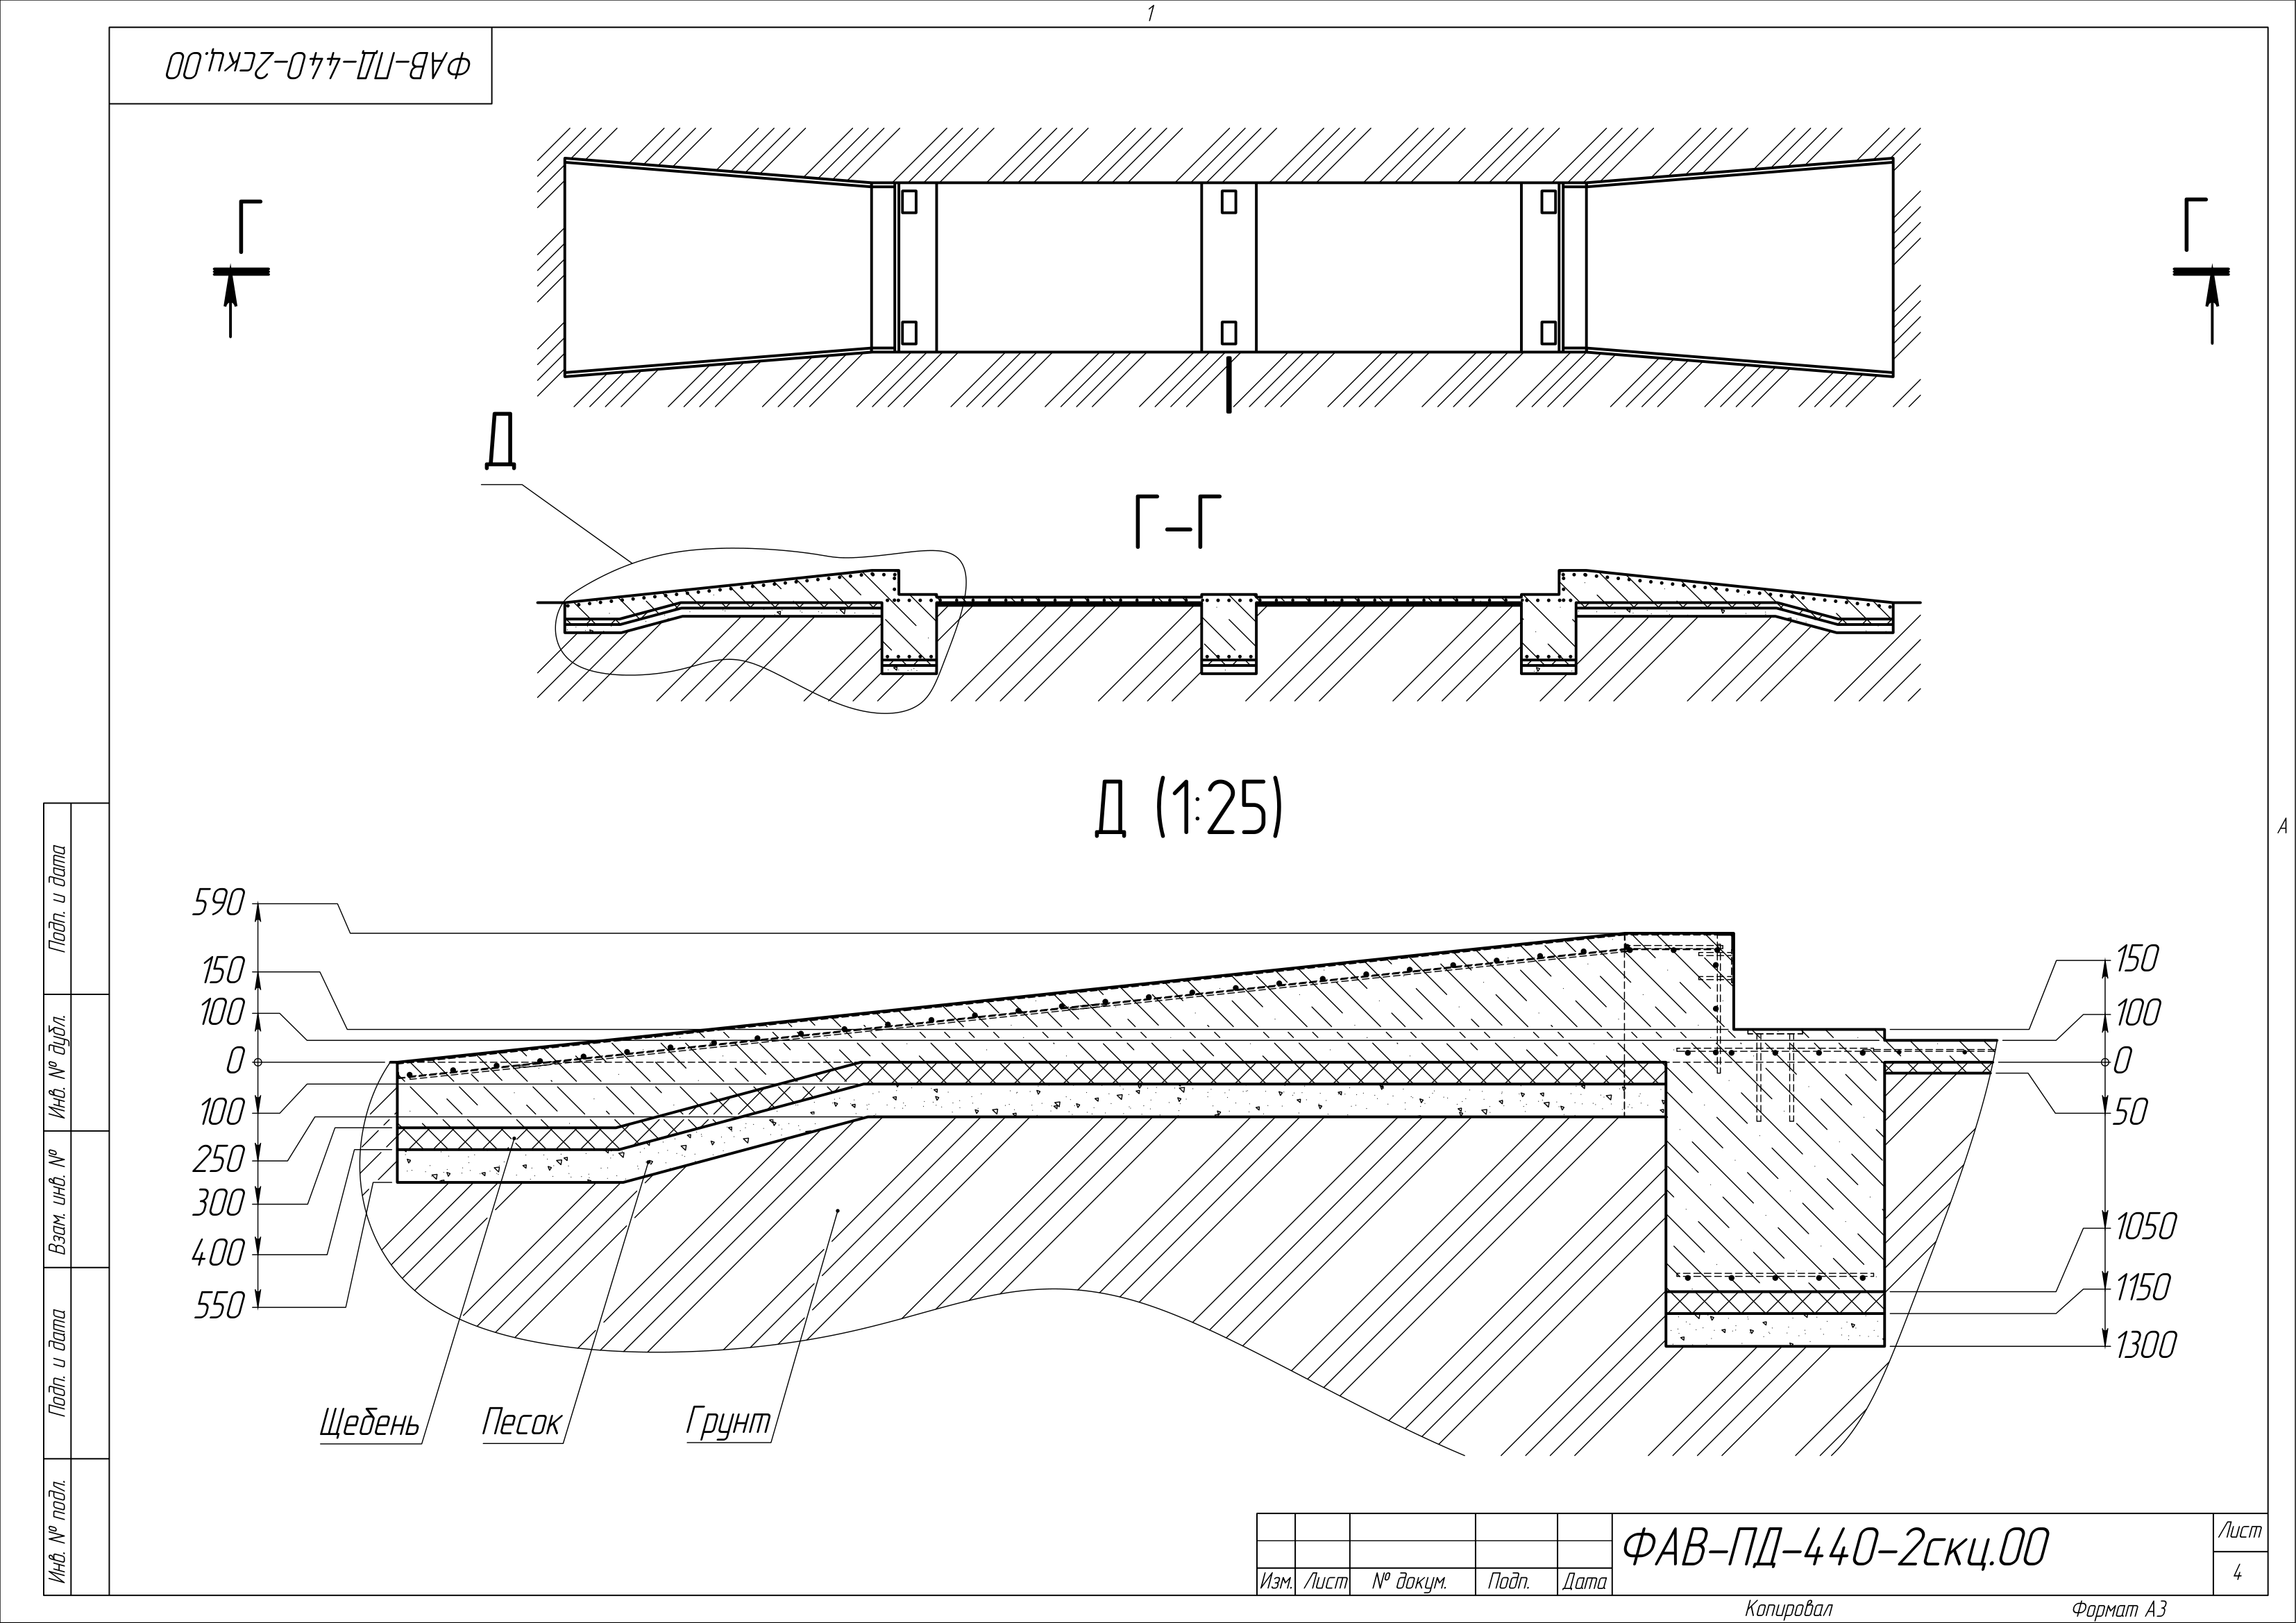 1
ФАВ-ПД-440-2скц.00
Г
Г
Д
Г-Г
Д (1:25)
А
590
150
100
0
100
250
300
400
550
150
100
0
50
1050
1150
1300
Щебень
Песок
Грунт
Подп. и дата
Инв. № дубл.
Взам. инв. №
Подп. и дата
Инв. № подл.
Изм. Лист № докум. Подп. Дата
ФАВ-ПД-440-2скц.00
Лист
4
Копировал
Формат А3